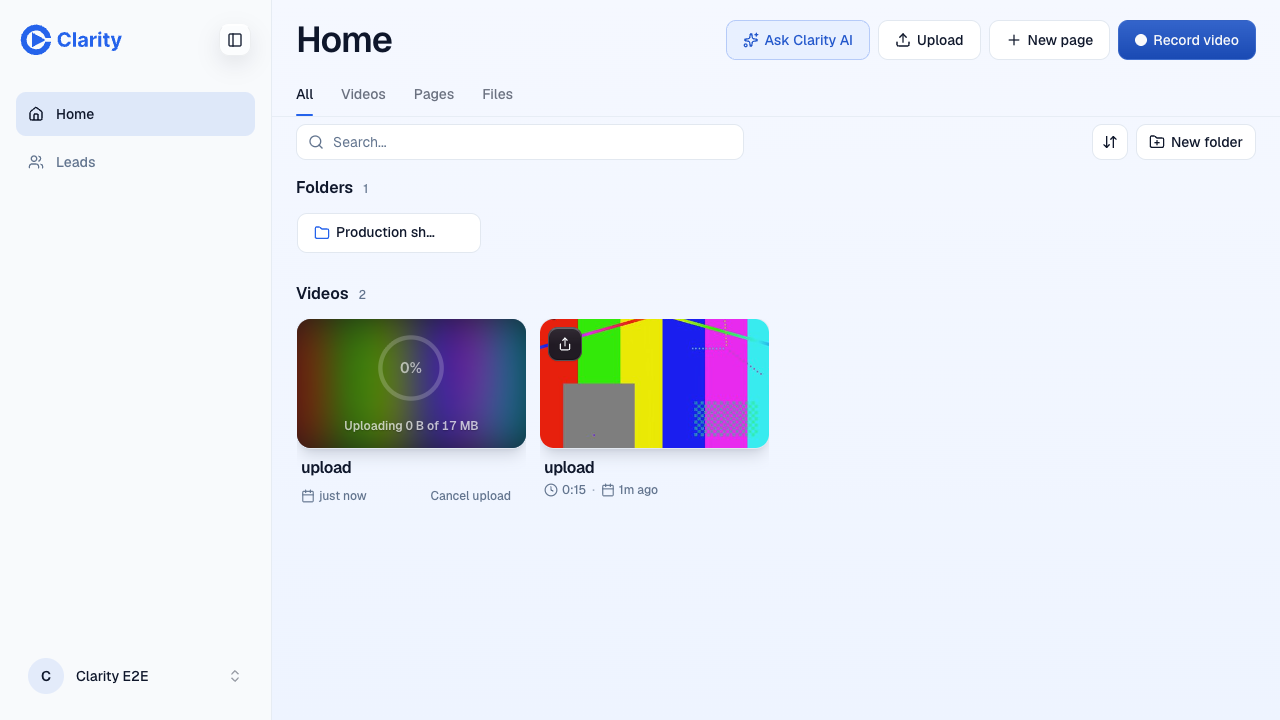 Clarity
Home
Leads
Clarity E2E
C
Home
Ask Clarity AI
Upload
New page
Record video
All
Videos
Pages
Files
Search...
New folder
Folders 1
Production sh...
Videos 2
0%
Uploading 0 B of 17 MB
upload
just now
Cancel upload
upload
0:15 · 1m ago